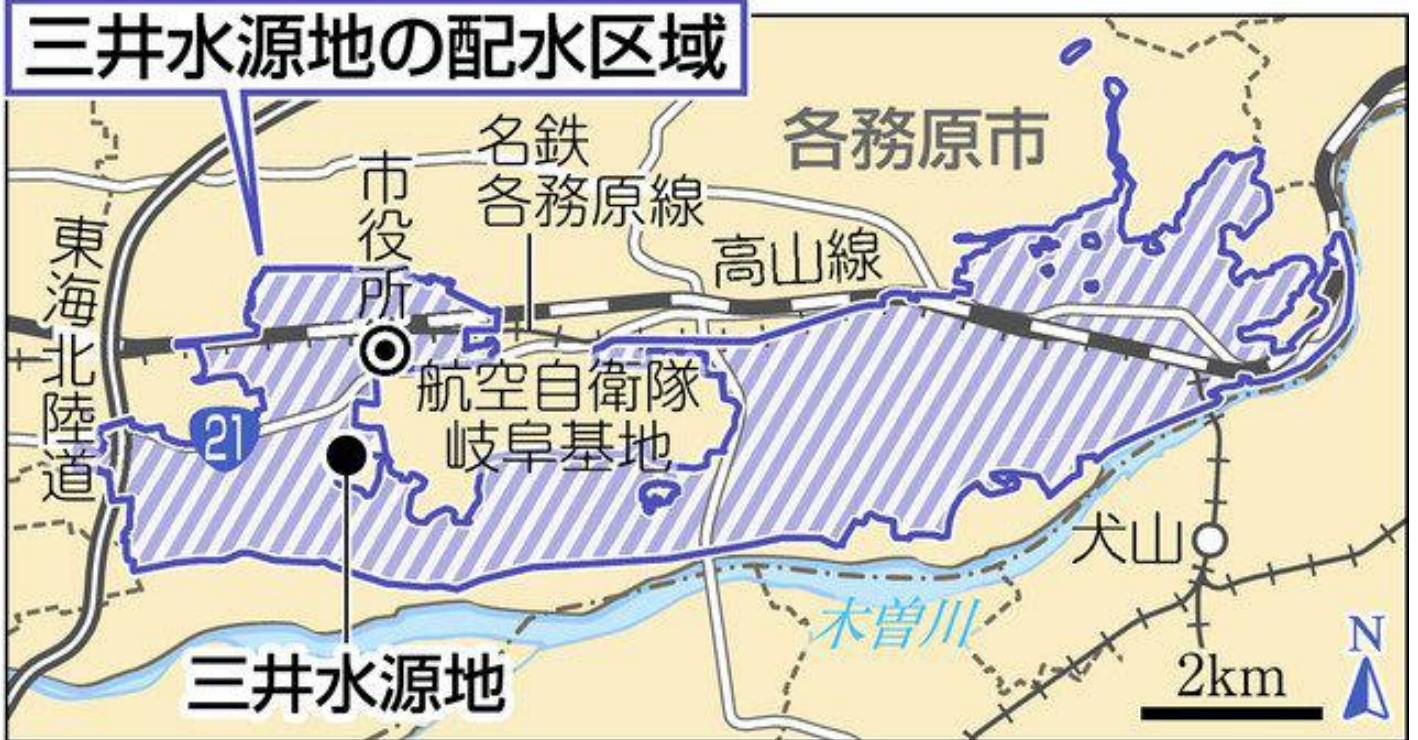 三井水源地の配水区域
各務原市
名鉄
各務原線
市役所
高山線
東海北陸道
21
航空自衛隊
岐阜基地
犬山
木曽川
三井水源地
N
2km